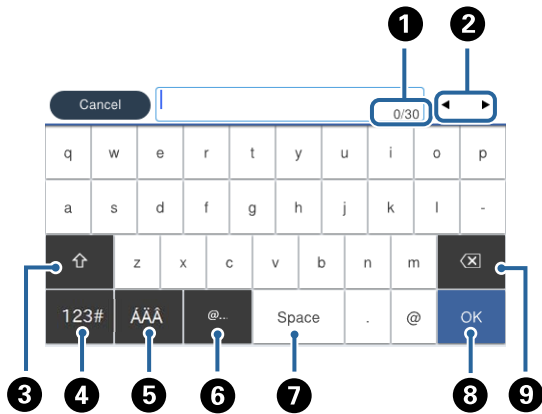 1 2
Cancel
0/30
q w e r t y u i o p
a s d f g h j k l -
z x c v b n m
123# ÁÄÂ @... Space . @ OK
3 4 5 6 7 8 9